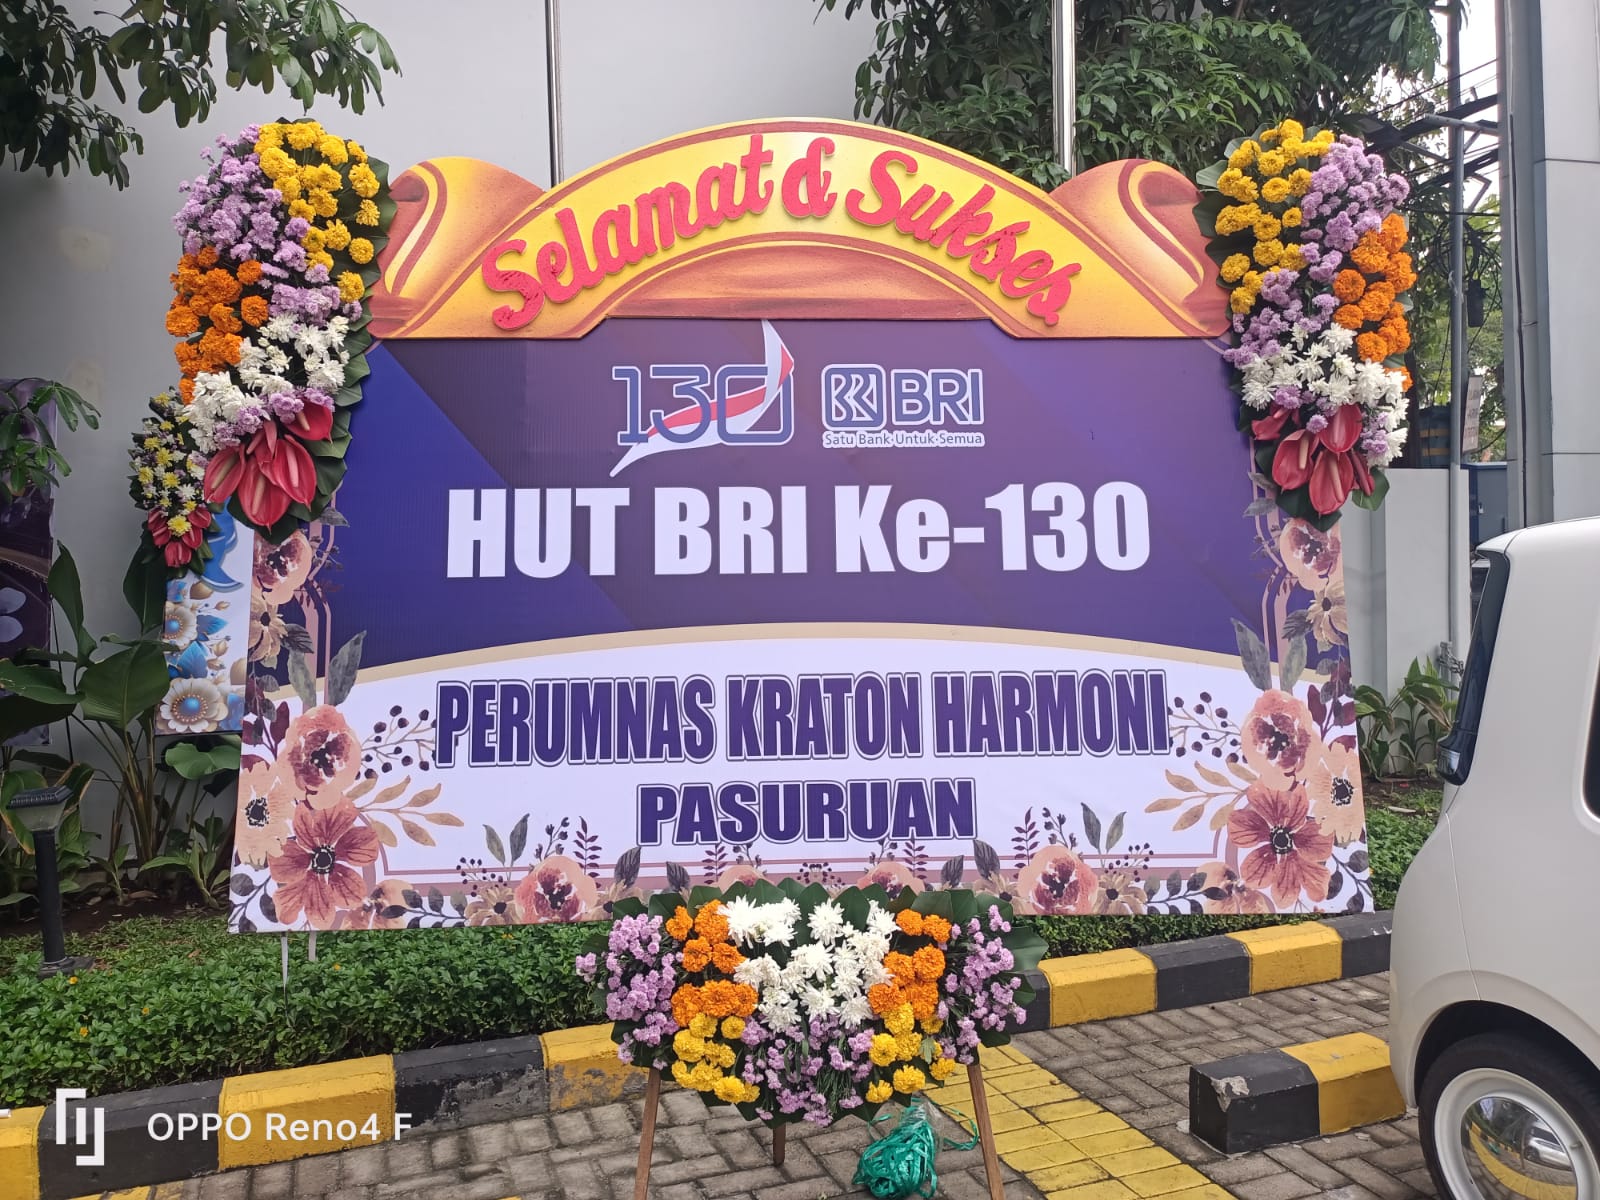 Selamat & Sukses
130 BRI
Satu Bank Untuk Semua
HUT BRI Ke-130
PERUMNAS KRATON HARMONI
PASURUAN
OPPO Reno4 F